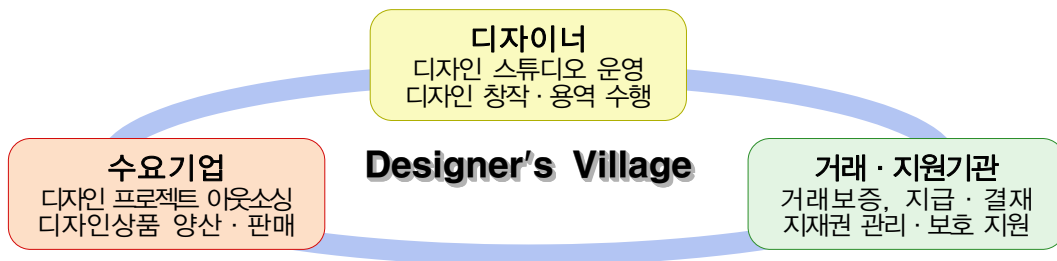 디자이너
디자인 스튜디오 운영
디자인 창작 · 용역 수행
수요기업
디자인 프로젝트 아웃소싱
디자인상품 양산 · 판매
Designer's Village
거래 · 지원기관
거래보증, 지급 · 결재
지재권 관리 · 보호 지원